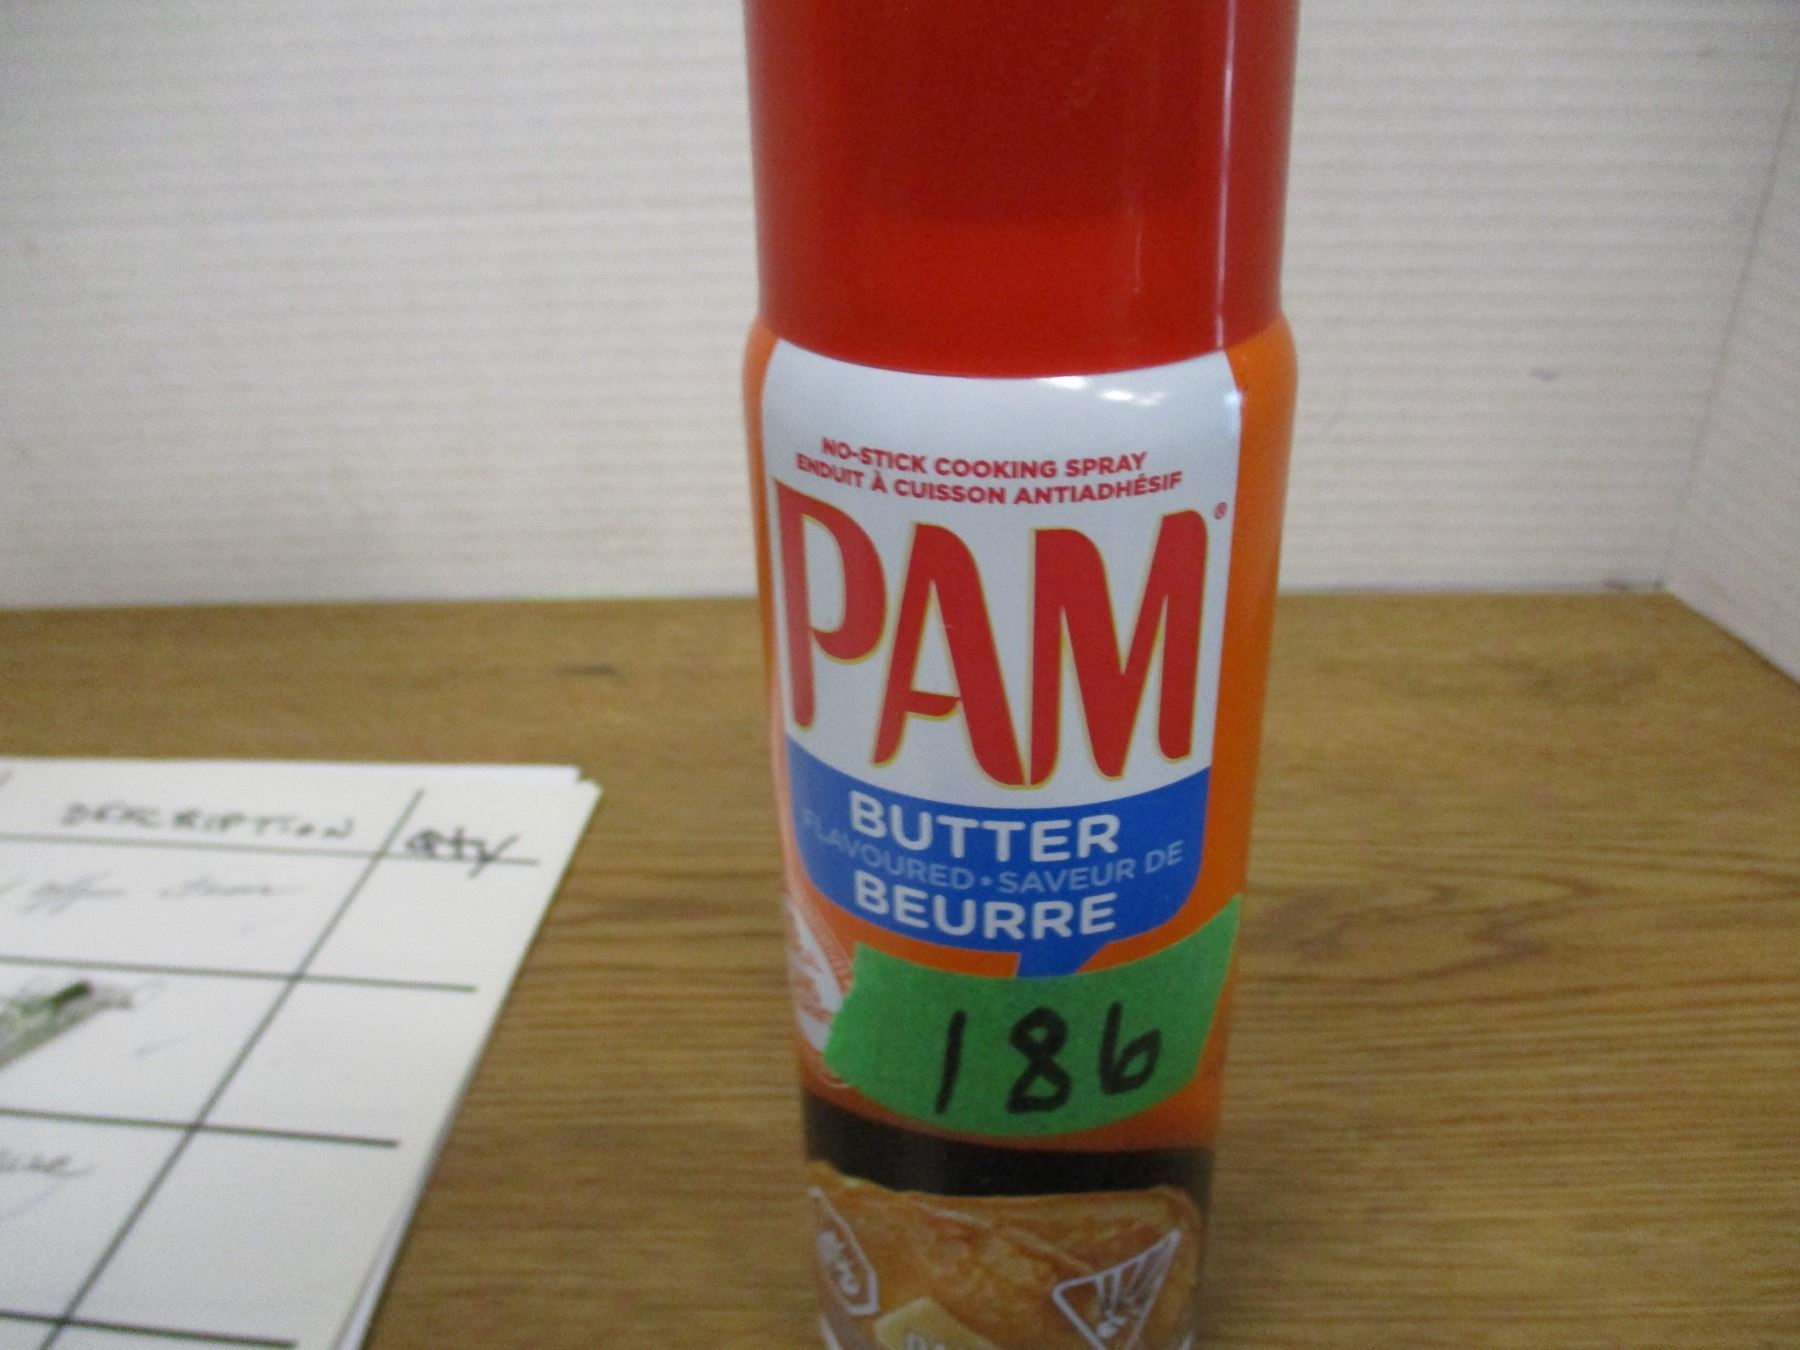 NO-STICK COOKING SPRAY
ENDUIT À CUISSON ANTIADHÉSIF
PAM®
BUTTER
FLAVOURED • SAVEUR DE
BEURRE
186
DESCRIPTION
Qty